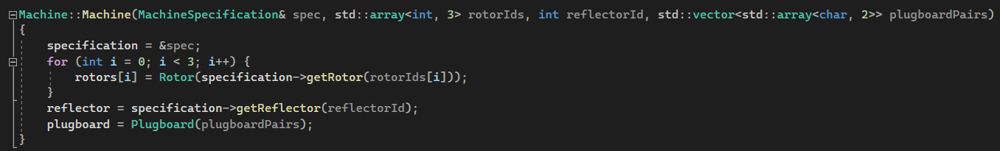 Machine::Machine(MachineSpecification& spec, std::array<int, 3> rotorIds, int reflectorId, std::vector<std::array<char, 2>> plugboardPairs)
{
    specification = &spec;
    for (int i = 0; i < 3; i++) {
        rotors[i] = Rotor(specification->getRotor(rotorIds[i]));
    }
    reflector = specification->getReflector(reflectorId);
    plugboard = Plugboard(plugboardPairs);
}